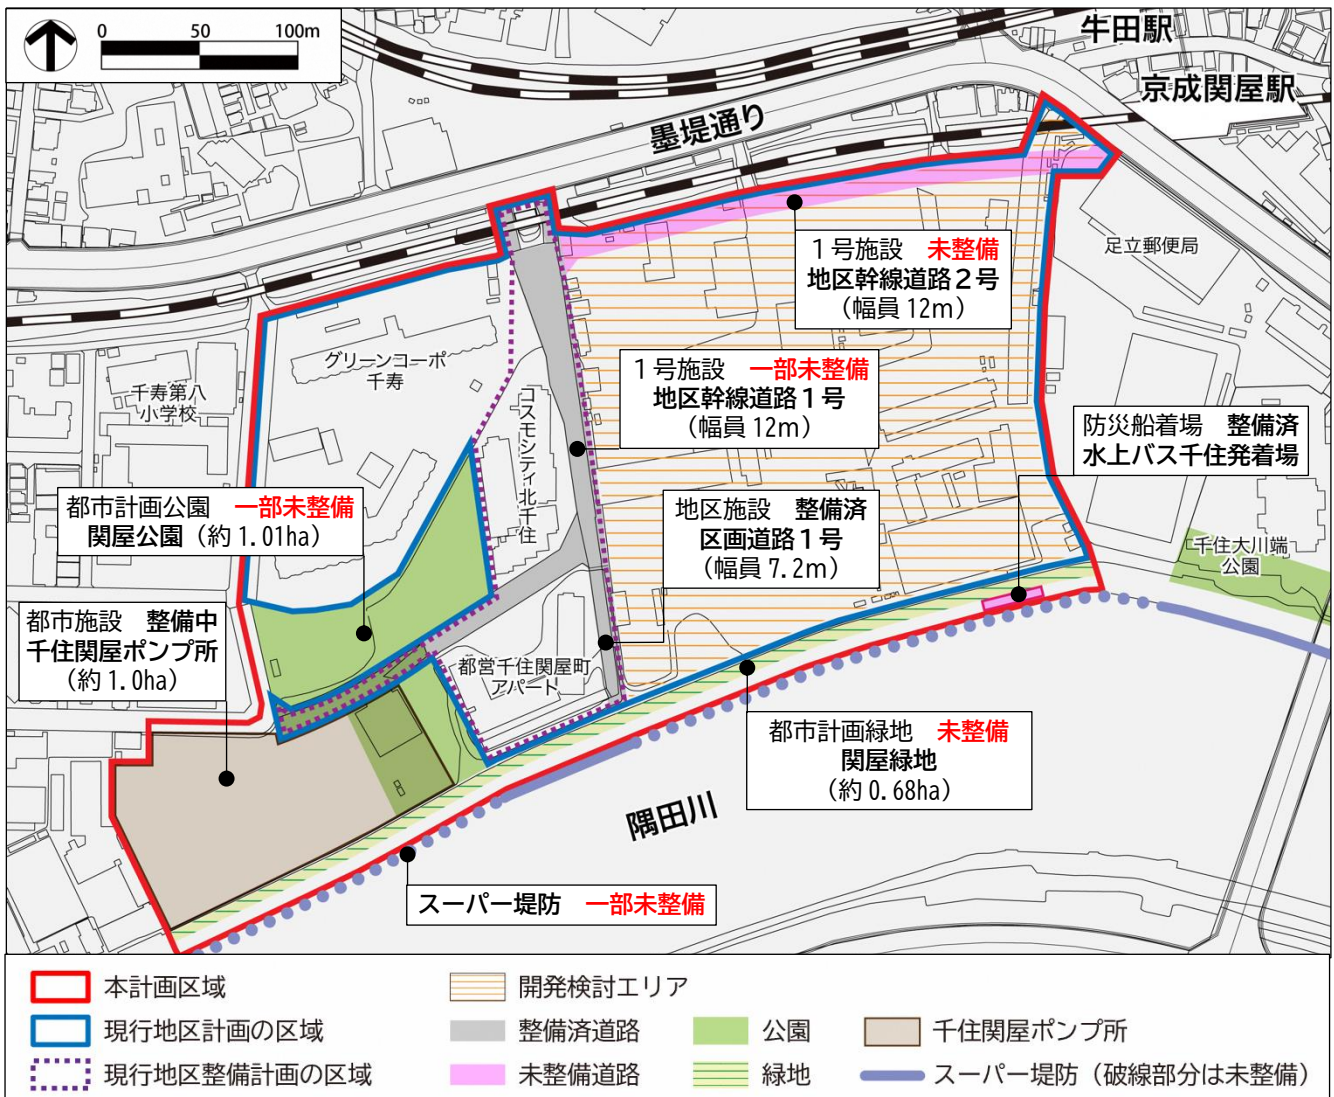 0 50 100m
牛田駅
京成関屋駅
墨堤通り
足立郵便局
1号施設 未整備
地区幹線道路2号
(幅員12m)
グリーンコーポ
千寿
千寿第八
小学校
コスモシティ北千住
1号施設 一部未整備
地区幹線道路1号
(幅員12m)
防災船着場 整備済
水上バス千住発着場
都市計画公園 一部未整備
関屋公園(約1.01ha)
地区施設 整備済
区画道路1号
(幅員7.2m)
千住大川端
公園
都市施設 整備中
千住関屋ポンプ所
(約1.0ha)
都営千住関屋町
アパート
都市計画緑地 未整備
関屋緑地
(約0.68ha)
隅田川
スーパー堤防 一部未整備
本計画区域
開発検討エリア
現行地区計画の区域
整備済道路
公園
千住関屋ポンプ所
現行地区整備計画の区域
未整備道路
緑地
スーパー堤防(破線部分は未整備)